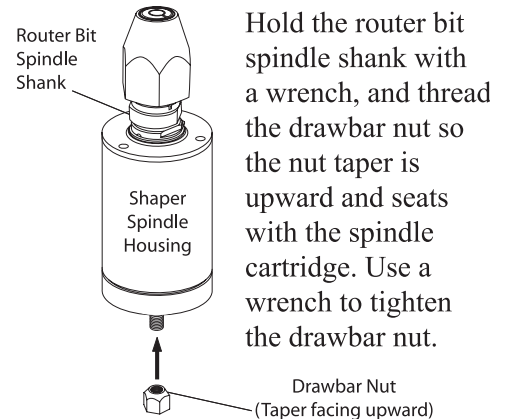 Router Bit
Spindle
Shank
Shaper
Spindle
Housing
Hold the router bit
spindle shank with
a wrench, and thread
the drawbar nut so
the nut taper is
upward and seats
with the spindle
cartridge. Use a
wrench to tighten
the drawbar nut.
Drawbar Nut
(Taper facing upward)